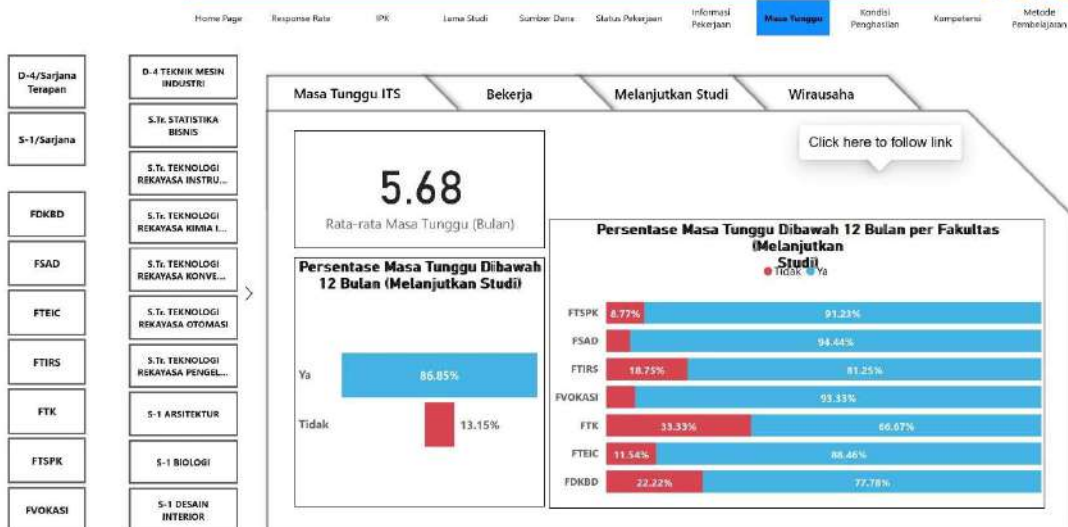 Home Page
Response Rate
IPK
Lama Studi
Sumber Dana
Status Pekerjaan
Informasi
Pekerjaan
Masa Tunggu
Kondisi
Penghasilan
Kompetensi
Metode
Pembelajaran
D-4/Sarjana
Terapan
S-1/Sarjana
FDKBD
FSAD
FTEIC
FTIRS
FTK
FTSPK
FVOKASI
D-4 TEKNIK MESIN
INDUSTRI
S.Tr. STATISTIKA
BISNIS
S.Tr. TEKNOLOGI
REKAYASA INSTRU...
S.Tr. TEKNOLOGI
REKAYASA KIMIA I...
S.Tr. TEKNOLOGI
REKAYASA KONVE...
S.Tr. TEKNOLOGI
REKAYASA OTOMASI
S.Tr. TEKNOLOGI
REKAYASA PENGEL...
S-1 ARSITEKTUR
S-1 BIOLOGI
S-1 DESAIN
INTERIOR
Masa Tunggu ITS
Bekerja
Melanjutkan Studi
Wirausaha
Click here to follow link
5.68
Rata-rata Masa Tunggu (Bulan)
Persentase Masa Tunggu Dibawah
12 Bulan (Melanjutkan Studi)
Ya 86.85%
Tidak 13.15%
Persentase Masa Tunggu Dibawah 12 Bulan per Fakultas
(Melanjutkan
Studi)
Tidak Ya
FTSPK 8.77% 91.23%
FSAD 94.44%
FTIRS 18.75% 81.25%
FVOKASI 93.33%
FTK 33.33% 66.67%
FTEIC 11.54% 88.46%
FDKBD 22.22% 77.78%